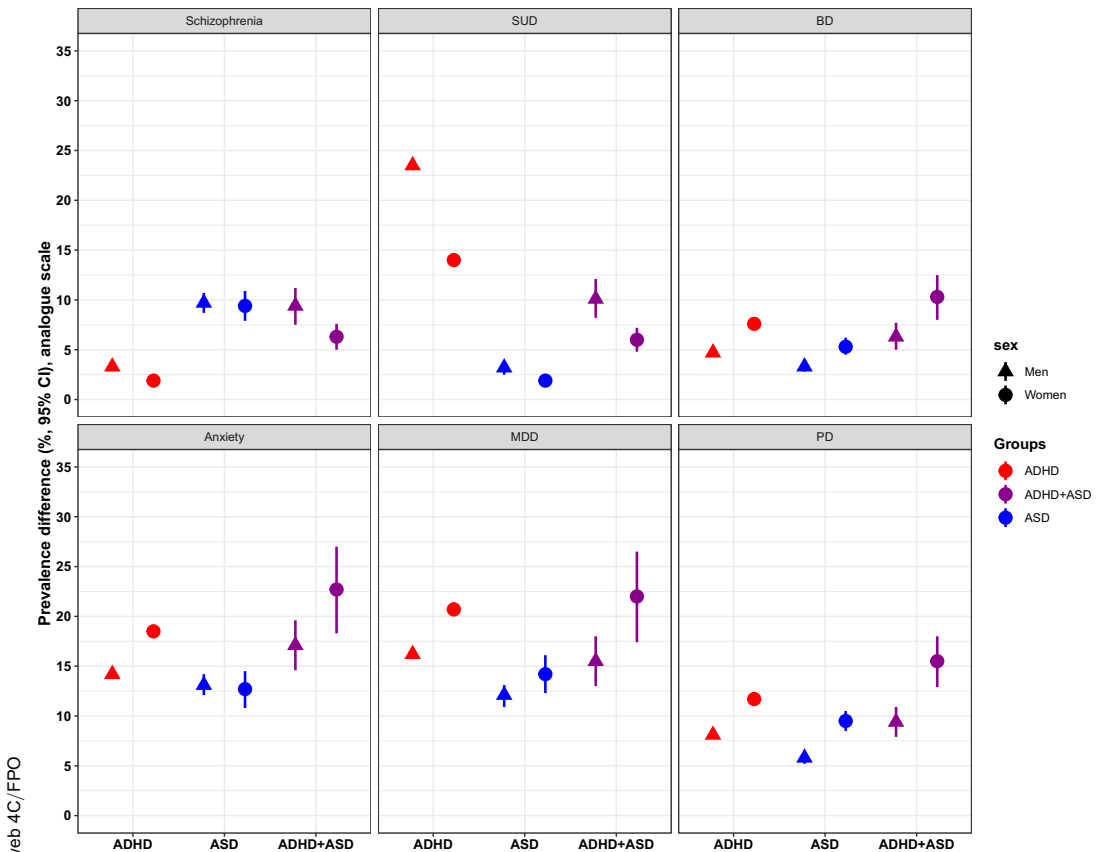 Schizophrenia SUD BD
35
30
25
20
15
10
5
0
Anxiety MDD PD
35
30
25
20
15
10
5
0
ADHD ASD ADHD+ASD ADHD ASD ADHD+ASD ADHD ASD ADHD+ASD
Prevalence difference (%, 95% CI), analogue scale
sex
Men
Women
Groups
ADHD
ADHD+ASD
ASD
4C/FPO